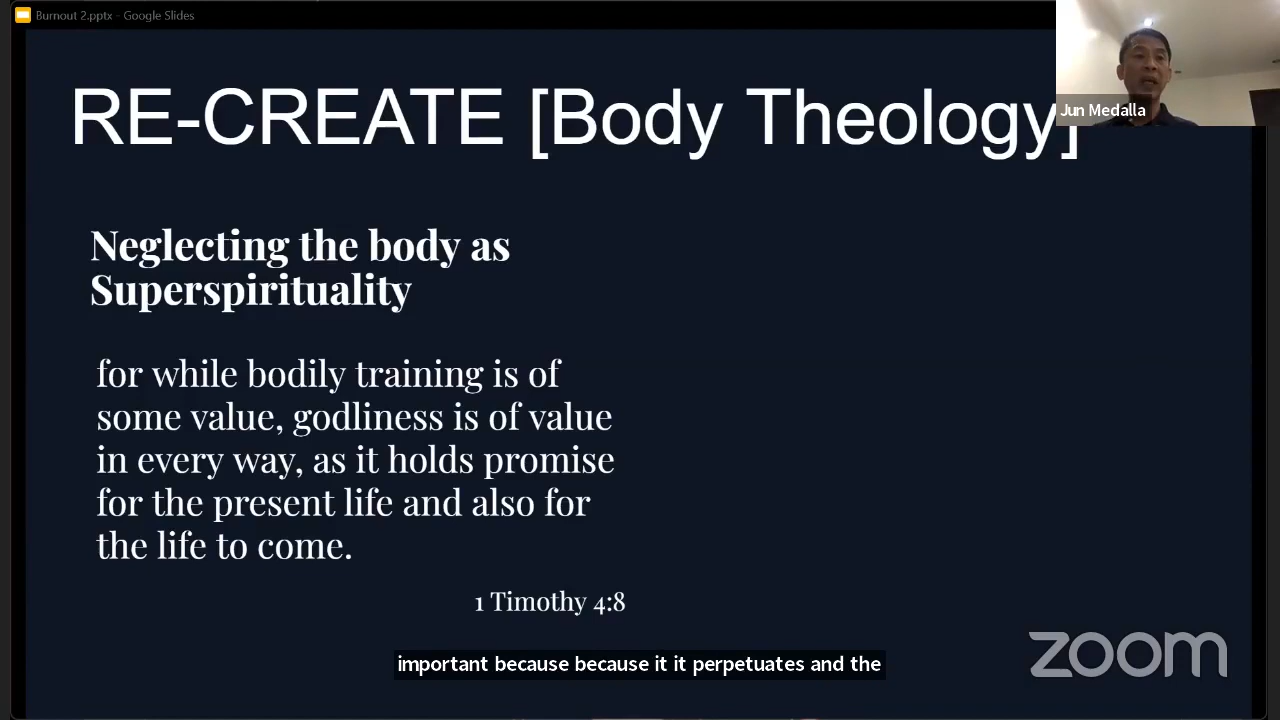 Burnout 2.pptx - Google Slides
RE-CREATE [Body Theology]
Jun Medalla
Neglecting the body as
Superspirituality
for while bodily training is of
some value, godliness is of value
in every way, as it holds promise
for the present life and also for
the life to come.
1 Timothy 4:8
important because because it it perpetuates and the
zoom